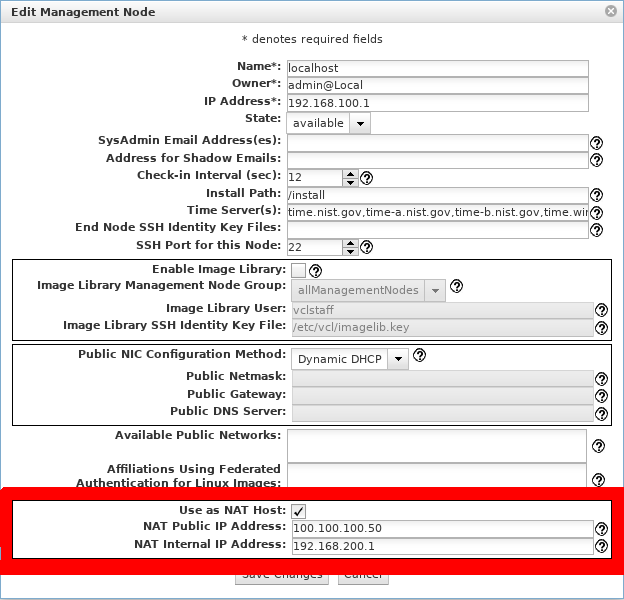 Edit Management Node
* denotes required fields
Name*: localhost
Owner*: admin@Local
IP Address*: 192.168.100.1
State: available
SysAdmin Email Address(es):
Address for Shadow Emails:
Check-in Interval (sec): 12
Install Path: /install
Time Server(s): time.nist.gov,time-a.nist.gov,time-b.nist.gov,time.wir
End Node SSH Identity Key Files:
SSH Port for this Node: 22
Enable Image Library:
Image Library Management Node Group: allManagementNodes
Image Library User: vclstaff
Image Library SSH Identity Key File: /etc/vcl/imagelib.key
Public NIC Configuration Method: Dynamic DHCP
Public Netmask:
Public Gateway:
Public DNS Server:
Available Public Networks:
Affiliations Using Federated
Authentication for Linux Images:
Use as NAT Host:
NAT Public IP Address: 100.100.100.50
NAT Internal IP Address: 192.168.200.1
Save Changes Cancel